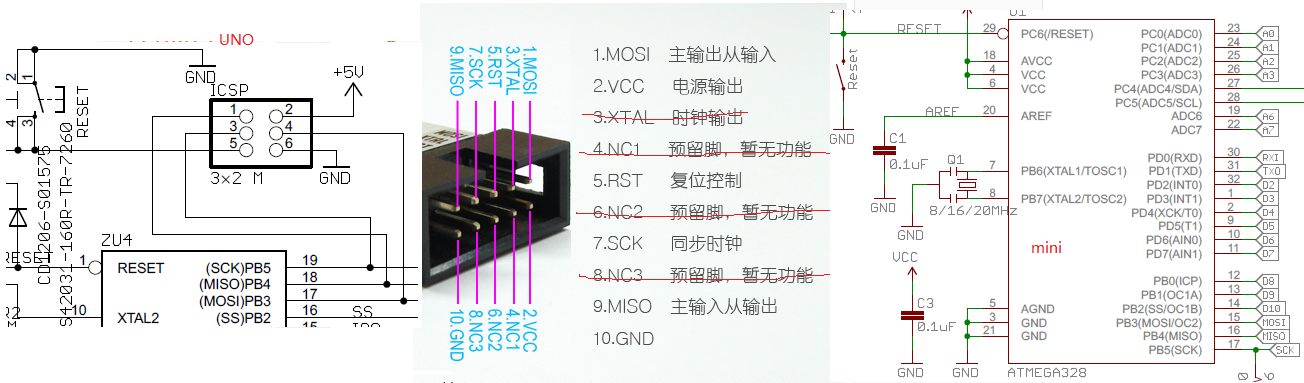 UNO
2
1
4
3
RESET
GND
ICSP
+5V
1
2
3
4
5
6
3x2 M
GND
CD1206-S01575
S42031-160R-TR-7260
ZU4
RESET
1
RESET
(SCK)PB5
19
(MISO)PB4
18
(MOSI)PB3
17
10
XTAL2
(SS)PB2
16
SS
15
9.MISO
7.SCK
5.RST
3.XTAL
1.MOSI
10.GND
8.NC3
6.NC2
4.NC1
2.VCC
1.MOSI 主输出从输入
2.VCC 电源输出
3.XTAL 时钟输出
4.NC1 预留脚，暂无功能
5.RST 复位控制
6.NC2 预留脚，暂无功能
7.SCK 同步时钟
8.NC3 预留脚，暂无功能
9.MISO 主输入从输出
10.GND
U1
RESET
29
PC6(/RESET)
PC0(ADC0)
23
A0
PC1(ADC1)
24
A1
18
AVCC
PC2(ADC2)
25
A2
4
VCC
PC3(ADC3)
26
A3
6
VCC
PC4(ADC4/SDA)
27
PC5(ADC5/SCL)
28
Reset
GND
AREF
20
AREF
ADC6
19
A6
ADC7
22
A7
C1
0.1uF
GND
Q1
7
PB6(XTAL1/TOSC1)
8
PB7(XTAL2/TOSC2)
8/16/20MHz
GND
PD0(RXD)
30
RXI
PD1(TXD)
31
TXO
PD2(INT0)
32
D2
PD3(INT1)
1
D3
PD4(XCK/T0)
2
D4
PD5(T1)
9
D5
PD6(AIN0)
10
D6
PD7(AIN1)
11
D7
mini
VCC
C3
0.1uF
GND
PB0(ICP)
12
D8
PB1(OC1A)
13
D9
5
AGND
PB2(SS/OC1B)
14
D10
3
GND
PB3(MOSI/OC2)
15
MOSI
21
GND
PB4(MISO)
16
MISO
PB5(SCK)
17
SCK
GND
ATMEGA328